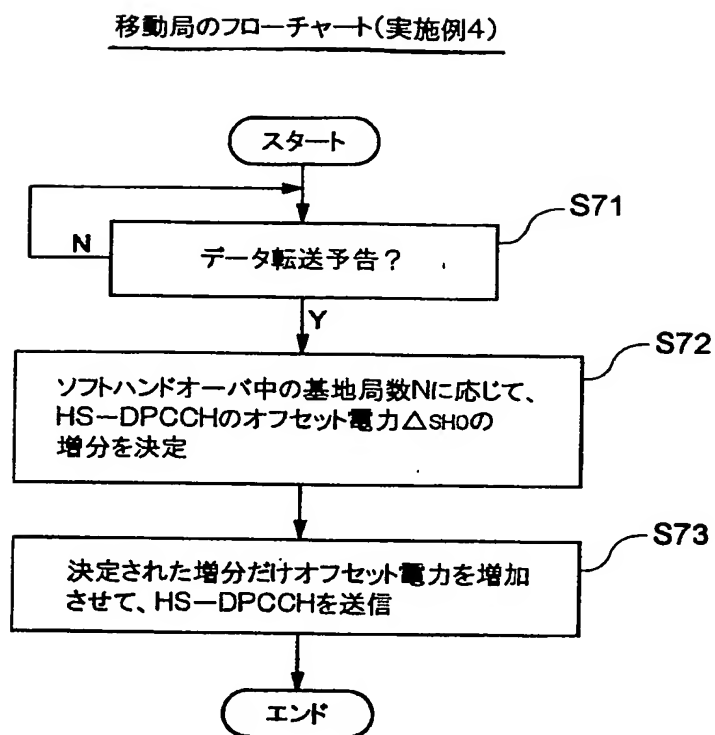 移動局のフローチャート(実施例4)
スタート
S71
N
データ転送予告?
Y
S72
ソフトハンドオーバ中の基地局数Nに応じて、
HS-DPCCHのオフセット電力△SHOの
増分を決定
S73
決定された増分だけオフセット電力を増加
させて、HS-DPCCHを送信
エンド